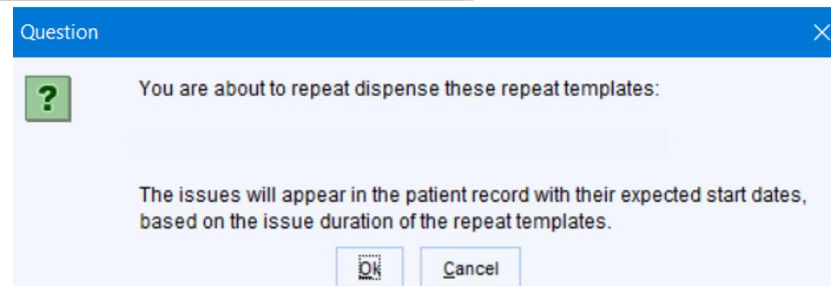 Question
You are about to repeat dispense these repeat templates:
The issues will appear in the patient record with their expected start dates,
based on the issue duration of the repeat templates.
Ok
Cancel